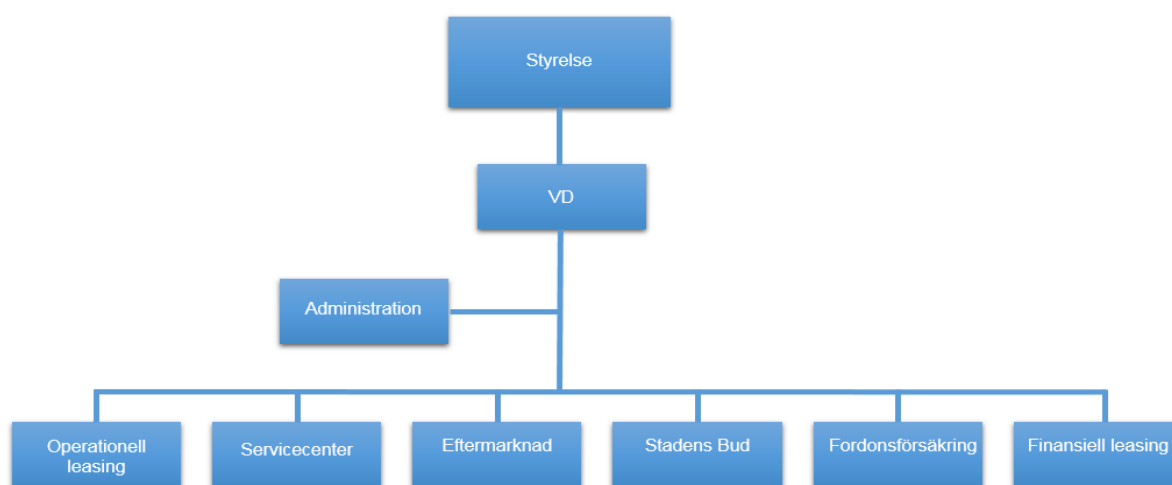 Styrelse
VD
Administration
Operationell
leasing
Servicecenter
Eftermarknad
Stadens Bud
Fordonsförsäkring
Finansiell leasing